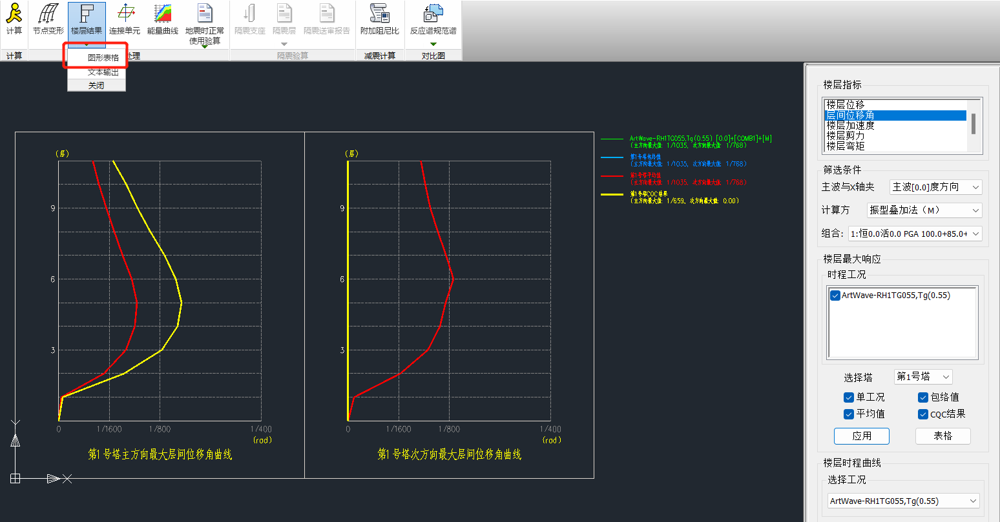 计算
节点变形
楼层结果
连接单元
能量曲线
地震时正常
使用验算
隔震支座
隔震层
隔震送审报告
附加阻尼比
反应谱规范谱
计算
处理
隔震验算
减震计算
对比图
图形表格
文本输出
关闭
(层)
9
6
3
0
1/1600
1/800
1/400
(rad)
第1号塔主方向最大层间位移角曲线
(层)
9
6
3
0
1/1600
1/800
1/400
(rad)
第1号塔次方向最大层间位移角曲线
ArtWave-RH1TG055,Tg(0.55) [0.0]+[COMB1]+[M]
(主方向最大值: 1/1035, 次方向最大值: 1/768)
第1号塔包络值
(主方向最大值: 1/1035, 次方向最大值: 1/768)
第1号塔平均值
(主方向最大值: 1/1035, 次方向最大值: 1/768)
第1号塔CQC结果
(主方向最大值: 1/659, 次方向最大值: 0.00)
楼层指标
楼层位移
层间位移角
楼层加速度
楼层剪力
楼层弯矩
筛选条件
主波与X轴夹
主波[0.0]度方向
计算方
振型叠加法（M）
组合:
1:恒0.0活0.0 PGA 100.0+85.0+
楼层最大响应
时程工况
ArtWave-RH1TG055,Tg(0.55)
选择塔
第1号塔
单工况
包络值
平均值
CQC结果
应用
表格
楼层时程曲线
选择工况
ArtWave-RH1TG055,Tg(0.55)